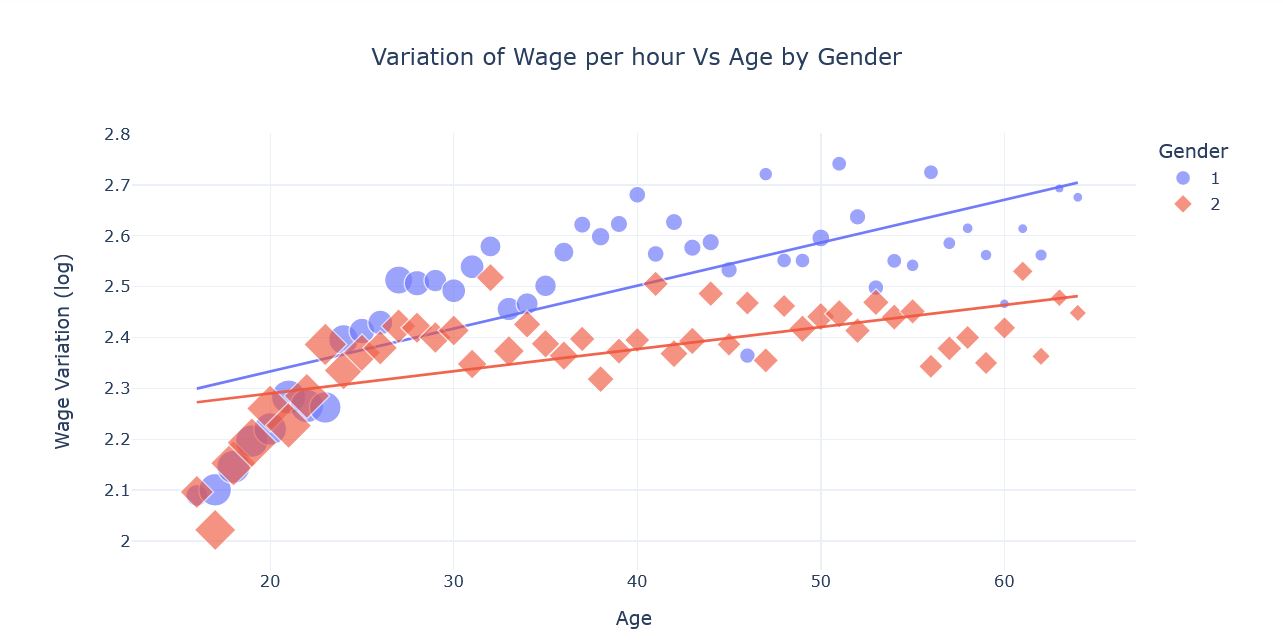 Variation of Wage per hour Vs Age by Gender
Gender
1
2
Wage Variation (log)
2.8
2.7
2.6
2.5
2.4
2.3
2.2
2.1
2
20 30 40 50 60
Age